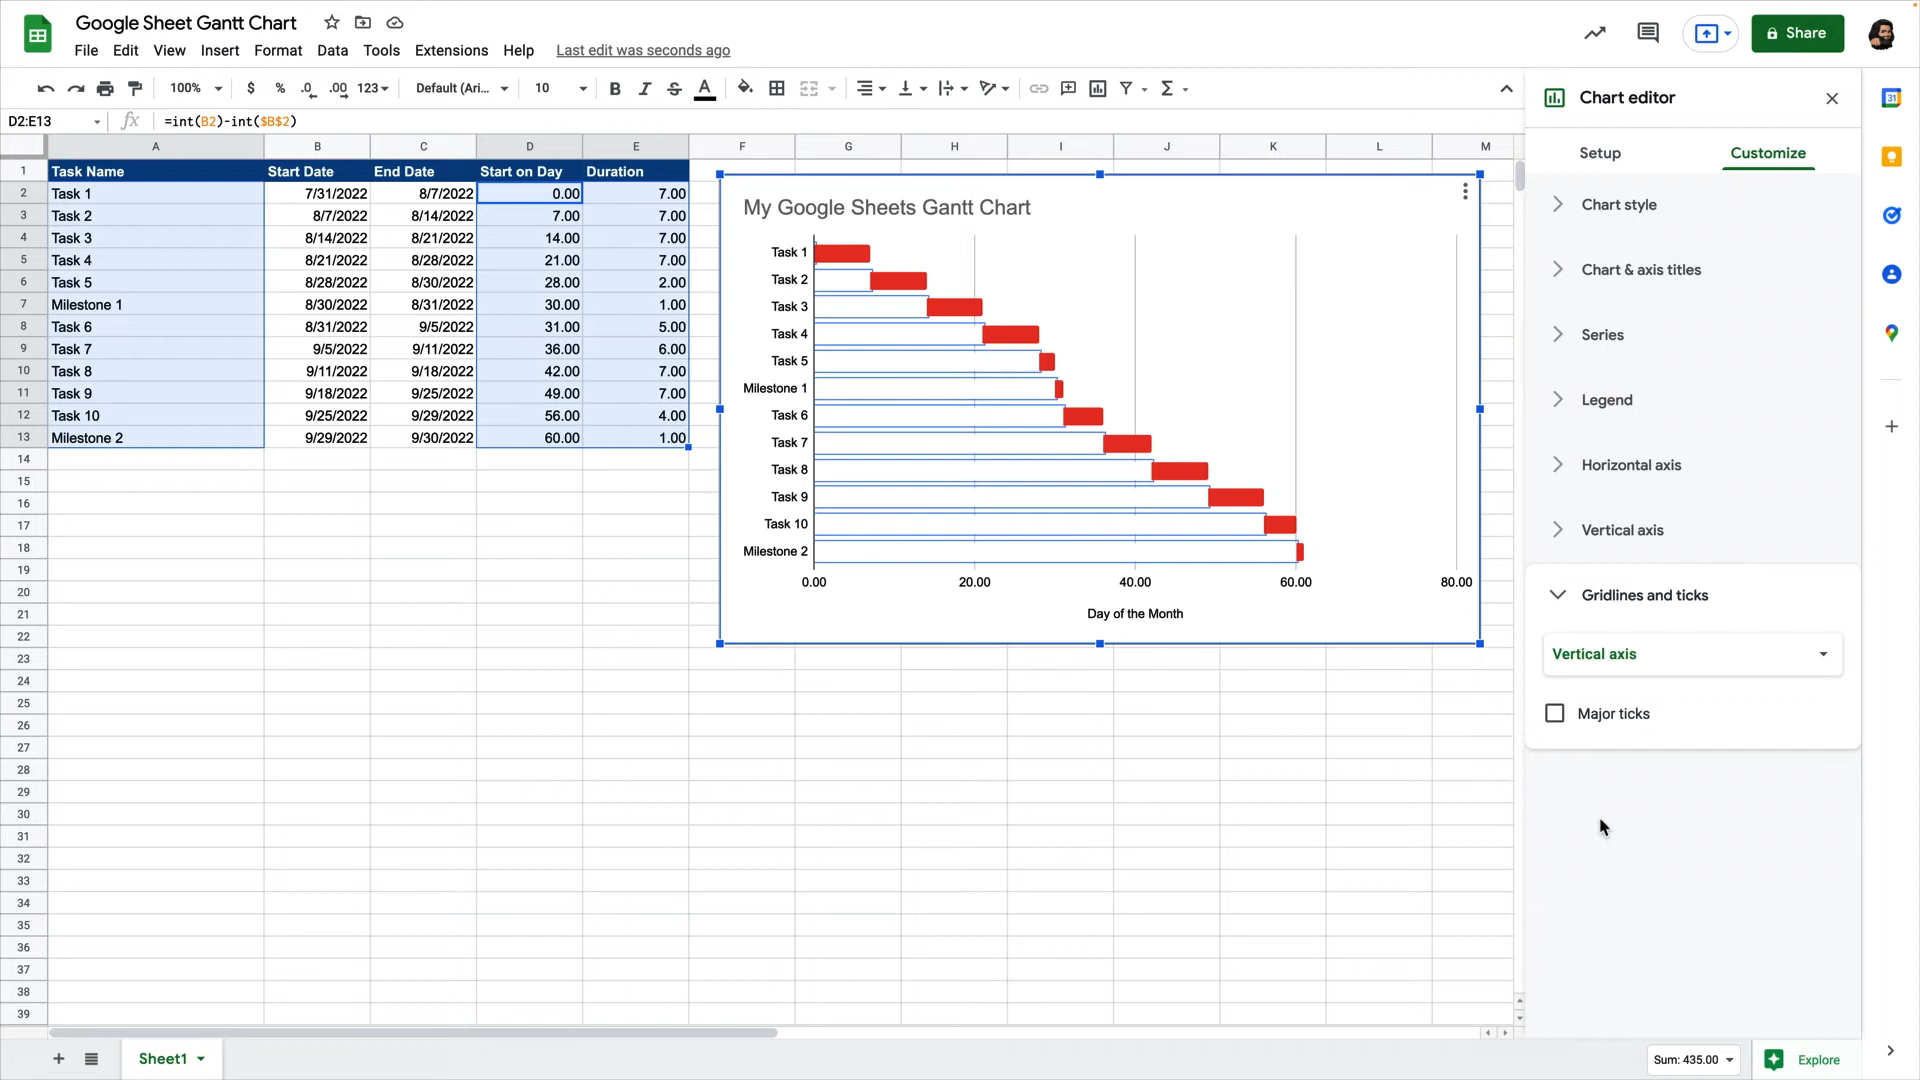 Google Sheet Gantt Chart
File Edit View Insert Format Data Tools Extensions Help Last edit was seconds ago
Share
100% $ % .0 .00 123 Default (Ari... 10 B I S A
D2:E13 fx =int(B2)-int($B$2)
A B C D E F G H I J K L M
1 Task Name Start Date End Date Start on Day Duration
2 Task 1 7/31/2022 8/7/2022 0.00 7.00
3 Task 2 8/7/2022 8/14/2022 7.00 7.00
4 Task 3 8/14/2022 8/21/2022 14.00 7.00
5 Task 4 8/21/2022 8/28/2022 21.00 7.00
6 Task 5 8/28/2022 8/30/2022 28.00 2.00
7 Milestone 1 8/30/2022 8/31/2022 30.00 1.00
8 Task 6 8/31/2022 9/5/2022 31.00 5.00
9 Task 7 9/5/2022 9/11/2022 36.00 6.00
10 Task 8 9/11/2022 9/18/2022 42.00 7.00
11 Task 9 9/18/2022 9/25/2022 49.00 7.00
12 Task 10 9/25/2022 9/29/2022 56.00 4.00
13 Milestone 2 9/29/2022 9/30/2022 60.00 1.00
14
15
16
17
18
19
20
21
22
23
24
25
26
27
28
29
30
31
32
33
34
35
36
37
38
39
My Google Sheets Gantt Chart
Task 1
Task 2
Task 3
Task 4
Task 5
Milestone 1
Task 6
Task 7
Task 8
Task 9
Task 10
Milestone 2
0.00 20.00 40.00 60.00 80.00
Day of the Month
Chart editor
Setup Customize
Chart style
Chart & axis titles
Series
Legend
Horizontal axis
Vertical axis
Gridlines and ticks
Vertical axis
Major ticks
31
Sheet1
Sum: 435.00
Explore